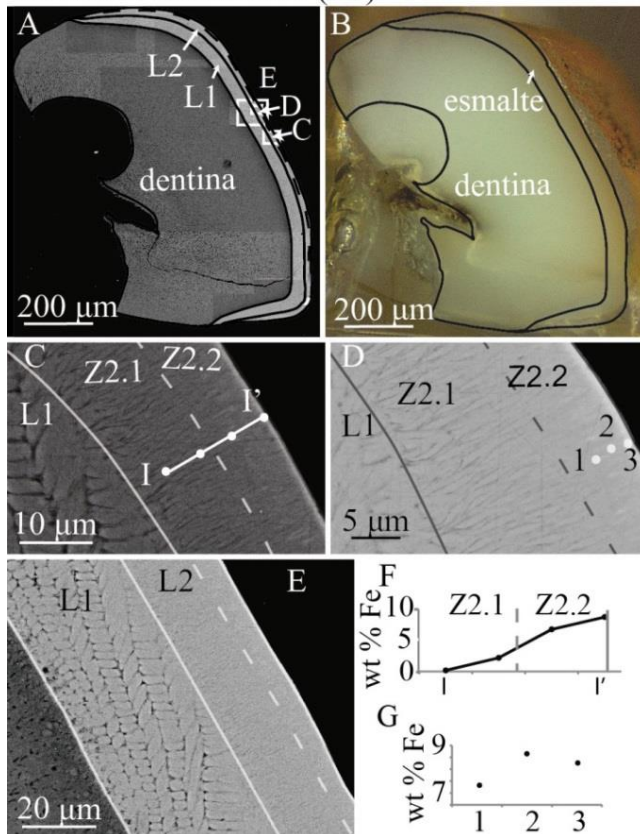 A
L2
L1
E
D
C
dentina
200 µm
B
esmalte
dentina
200 µm
C
Z2.1
Z2.2
L1
I
I'
10 µm
D
Z2.1
Z2.2
L1
1
2
3
5 µm
E
L1
L2
20 µm
F
Z2.1
Z2.2
wt % Fe
10
5
0
I
I'
G
wt % Fe
9
7
1 2 3